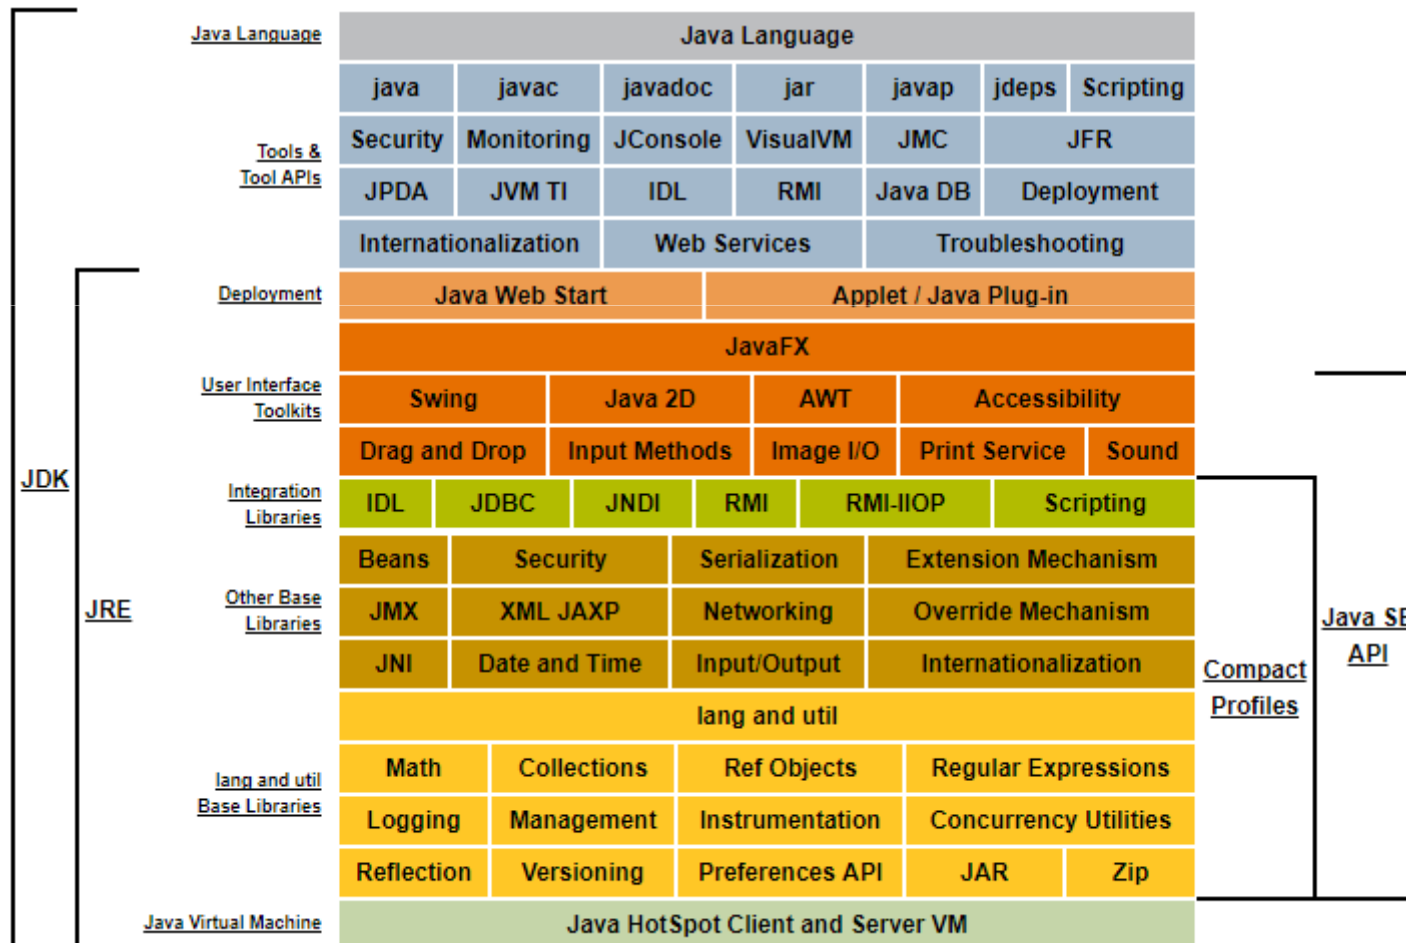 Java Language Java Language
java javac javadoc jar javap jdeps Scripting
Security Monitoring JConsole VisualVM JMC JFR
Tools &
Tool APIs
JPDA JVM TI IDL RMI Java DB Deployment
Internationalization Web Services Troubleshooting
Deployment Java Web Start Applet / Java Plug-in
JavaFX
User Interface
Toolkits
Swing Java 2D AWT Accessibility
Drag and Drop Input Methods Image I/O Print Service Sound
JDK
Integration
Libraries
IDL JDBC JNDI RMI RMI-IIOP Scripting
Beans Security Serialization Extension Mechanism
JRE
Other Base
Libraries
JMX XML JAXP Networking Override Mechanism
Java SE
API
JNI Date and Time Input/Output Internationalization
Compact
Profiles
lang and util
lang and util
Base Libraries
Math Collections Ref Objects Regular Expressions
Logging Management Instrumentation Concurrency Utilities
Reflection Versioning Preferences API JAR Zip
Java Virtual Machine Java HotSpot Client and Server VM